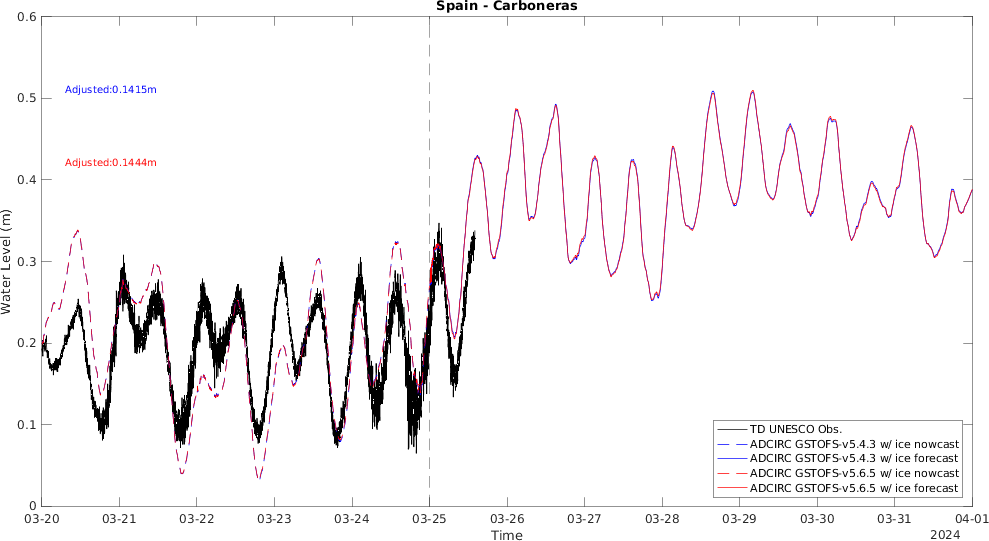 Spain - Carboneras
0.6
0.5
0.4
0.3
0.2
0.1
0
Water Level (m)
Adjusted:0.1415m
Adjusted:0.1444m
TD UNESCO Obs.
ADCIRC GSTOFS-v5.4.3 w/ ice nowcast
ADCIRC GSTOFS-v5.4.3 w/ ice forecast
ADCIRC GSTOFS-v5.6.5 w/ ice nowcast
ADCIRC GSTOFS-v5.6.5 w/ ice forecast
03-20 03-21 03-22 03-23 03-24 03-25 03-26 03-27 03-28 03-29 03-30 03-31 04-01
Time
2024